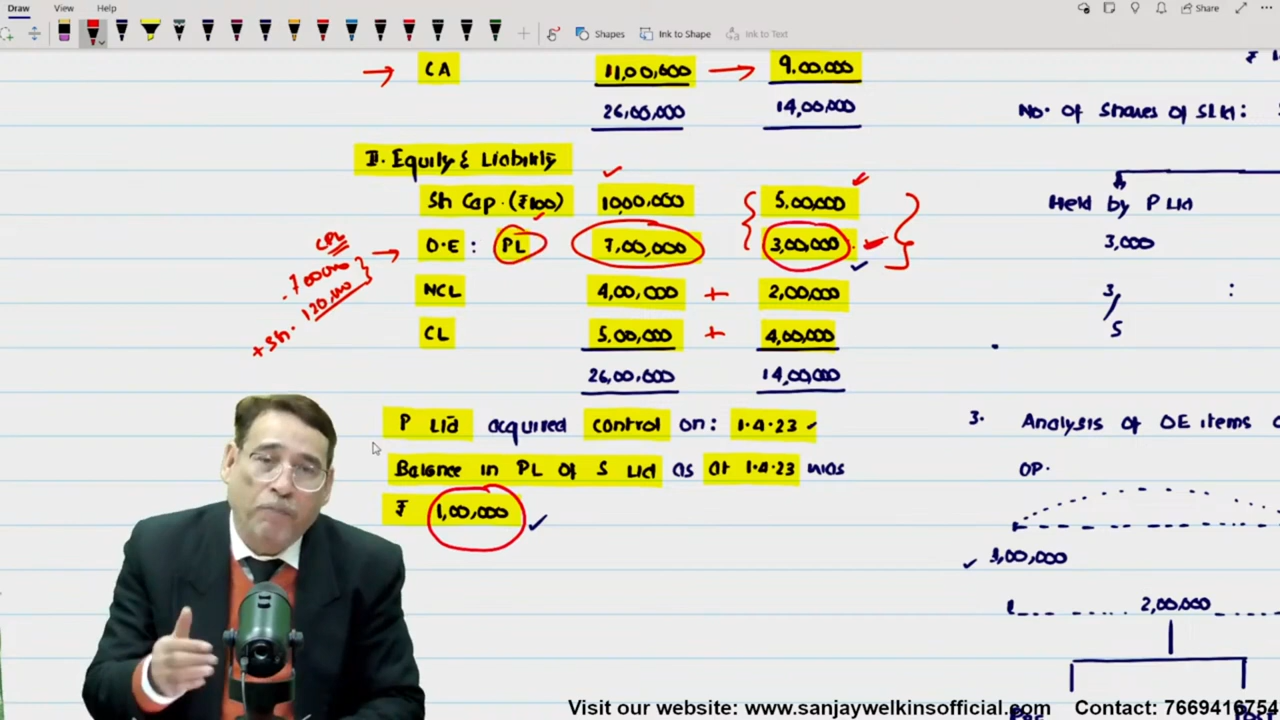 Draw View Help Share
Shapes Ink to Shape Ink to Text
CA 11,00,000 9,00,000
26,00,000 14,00,000
II. Equity & Liability
Sh Cap. (₹100) 1000,000 5,00,000
O.E : PL 7,00,000 3,00,000
NCL 4,00,000 + 2,00,000
CL 5,00,000 + 4,00,000
26,00,000 14,00,000
CPL
700000
+ Sh. 120,000
P Ltd acquired control on: 1.4.23
Balance in PL of S Ltd as at 1.4.23 was
₹ 1,00,000
No. of Shares of S Ltd :
Held by P Ltd
3,000
3 :
/
5
3. Analysis of OE items
OP.
1,00,000
2,00,000
Visit our website: www.sanjaywelkinsofficial.com Contact: 7669416754